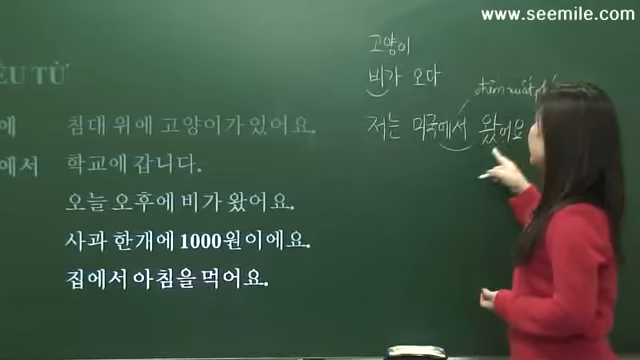 www.seemile.com
고양이
비가 오다
điểm xuất
저는 미국에서 왔어요
ỂU TỪ
에 침대 위에 고양이가 있어요.
에서 학교에 갑니다.
오늘 오후에 비가 왔어요.
사과 한개에 1000원이에요.
집에서 아침을 먹어요.